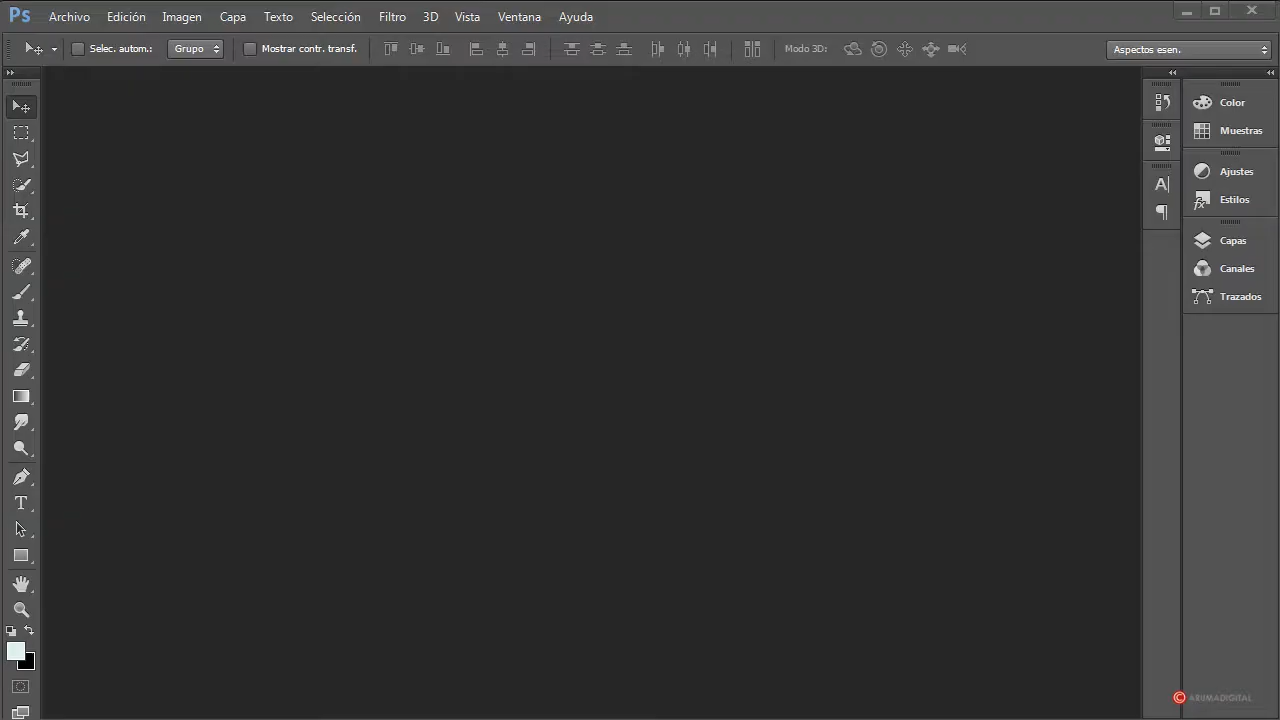 Ps Archivo Edición Imagen Capa Texto Selección Filtro 3D Vista Ventana Ayuda
Selec. autom.: Grupo Mostrar contr. transf. Modo 3D: Aspectos esen.
Color
Muestras
Ajustes
Estilos
Capas
Canales
Trazados
A
T
© ARUMADIGITAL